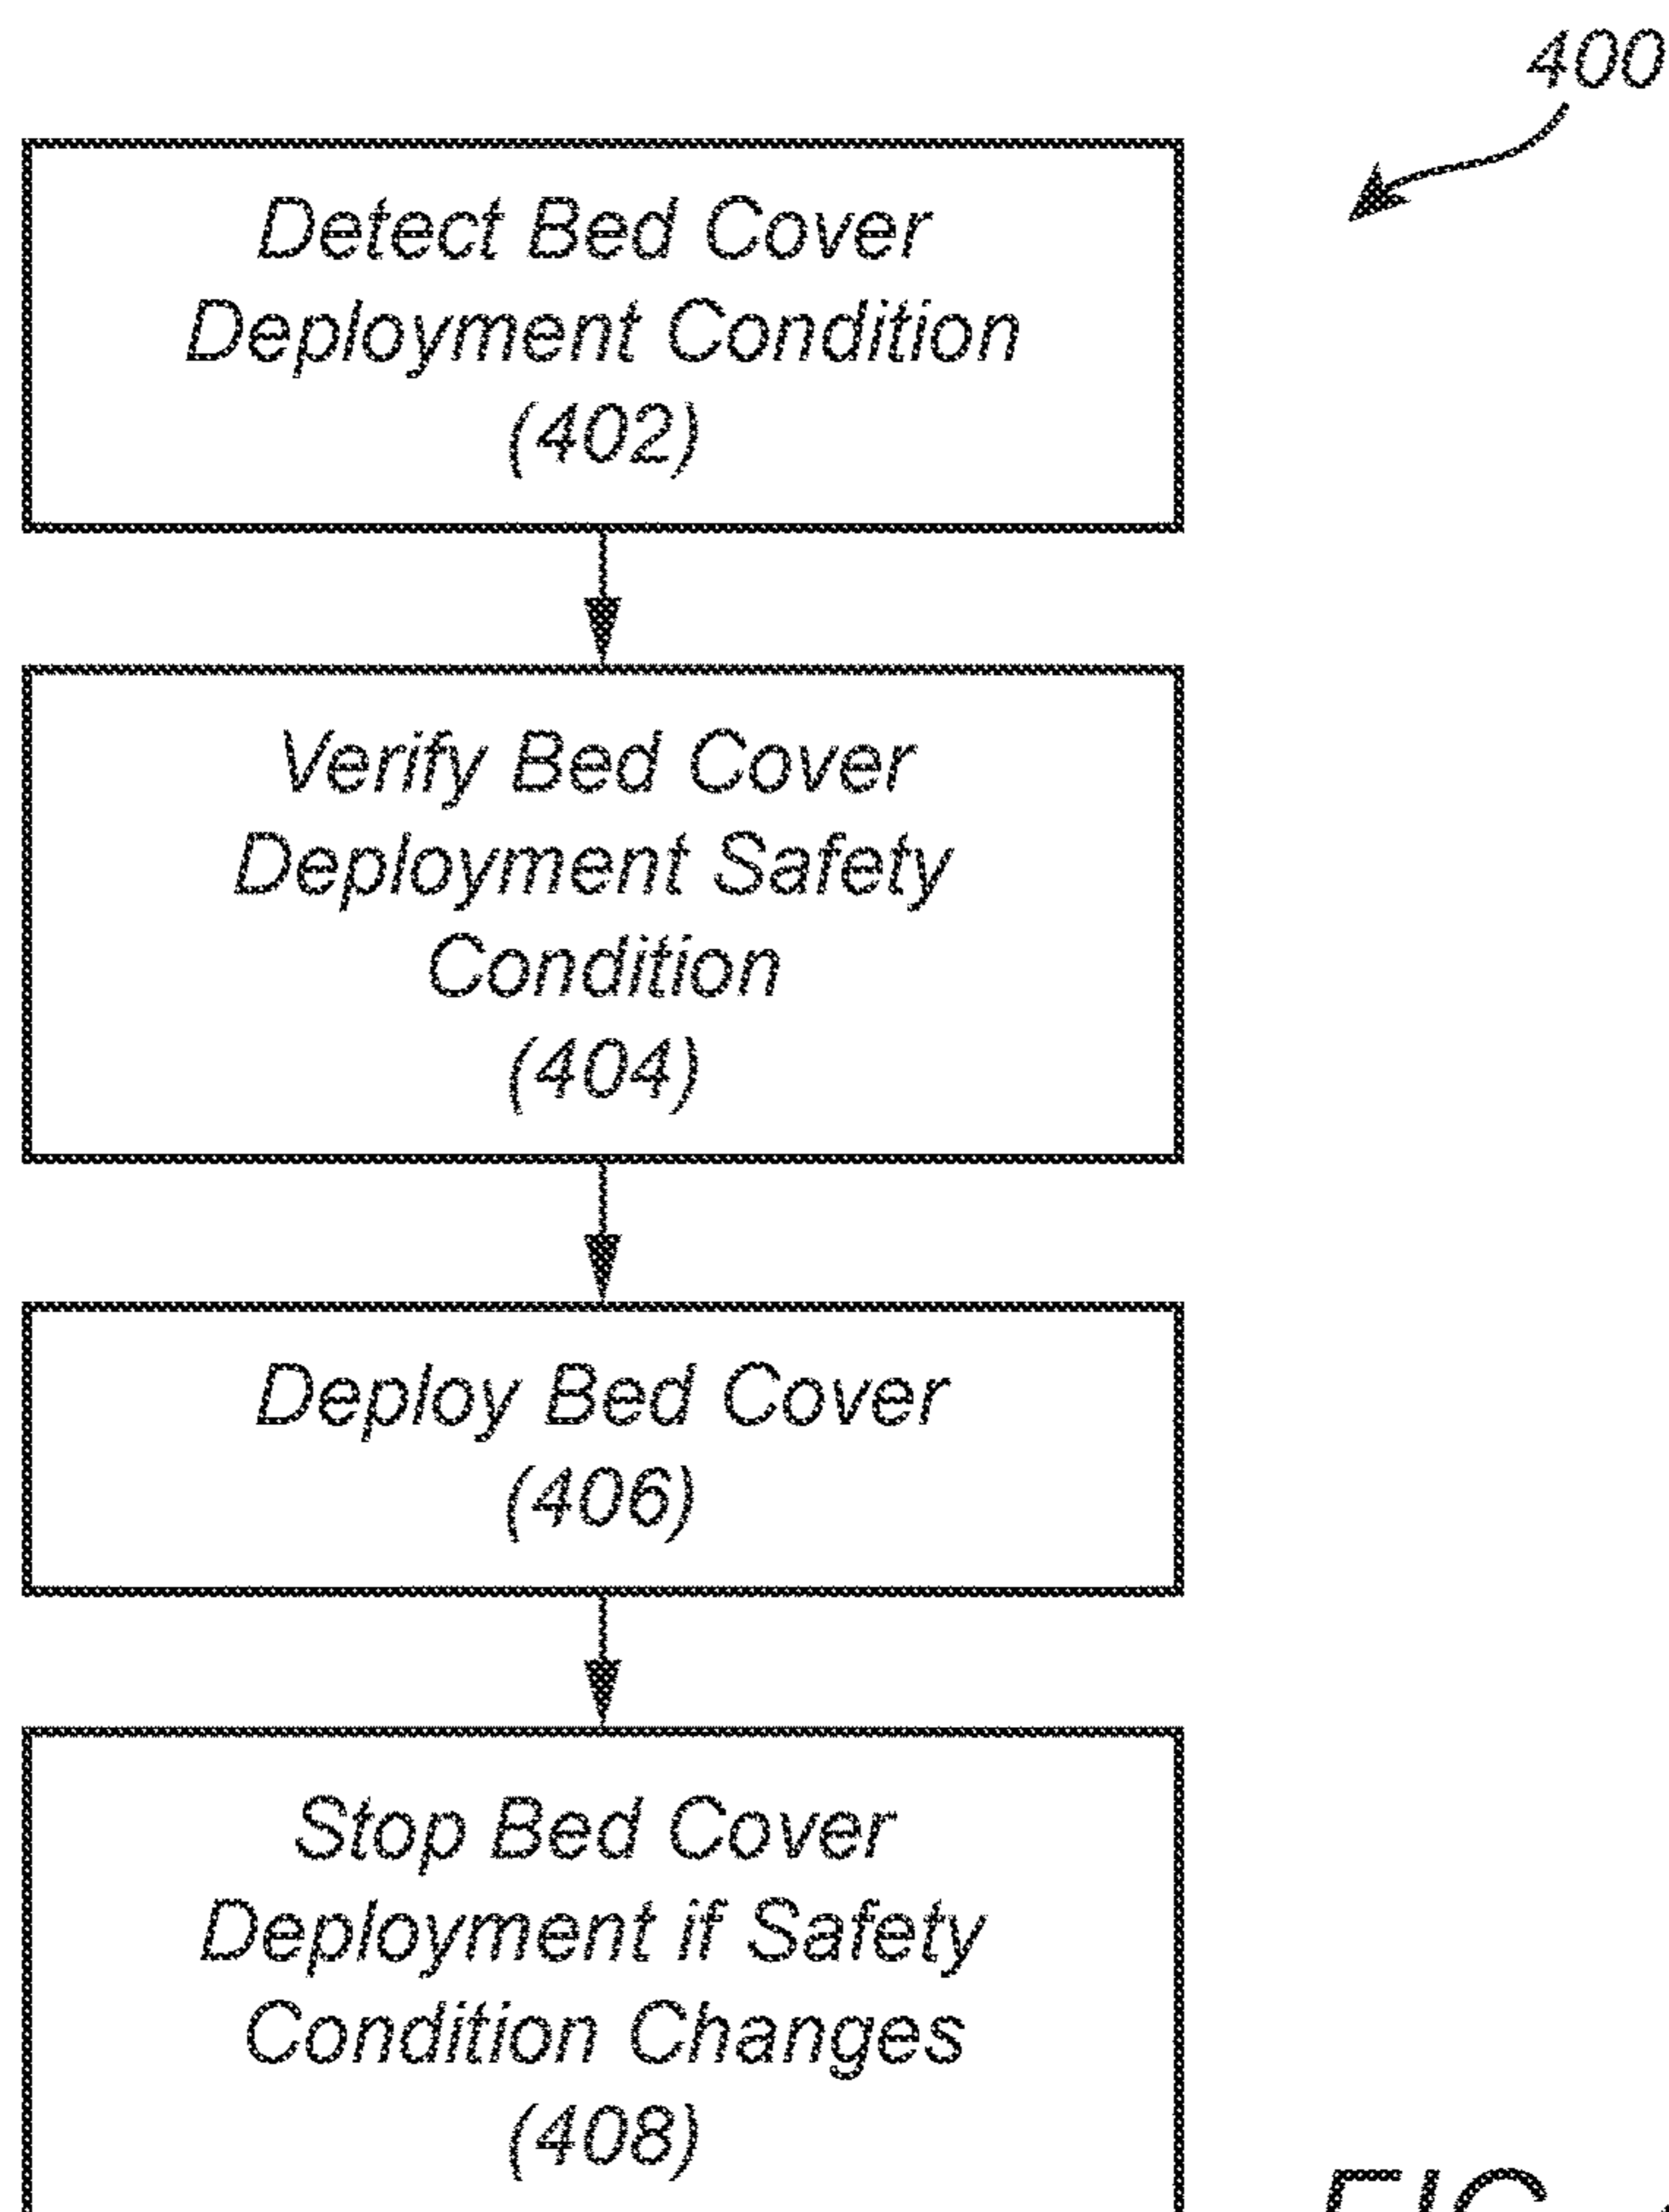 400
Detect Bed Cover
Deployment Condition
(402)
Verify Bed Cover
Deployment Safety
Condition
(404)
Deploy Bed Cover
(406)
Stop Bed Cover
Deployment if Safety
Condition Changes
(408)